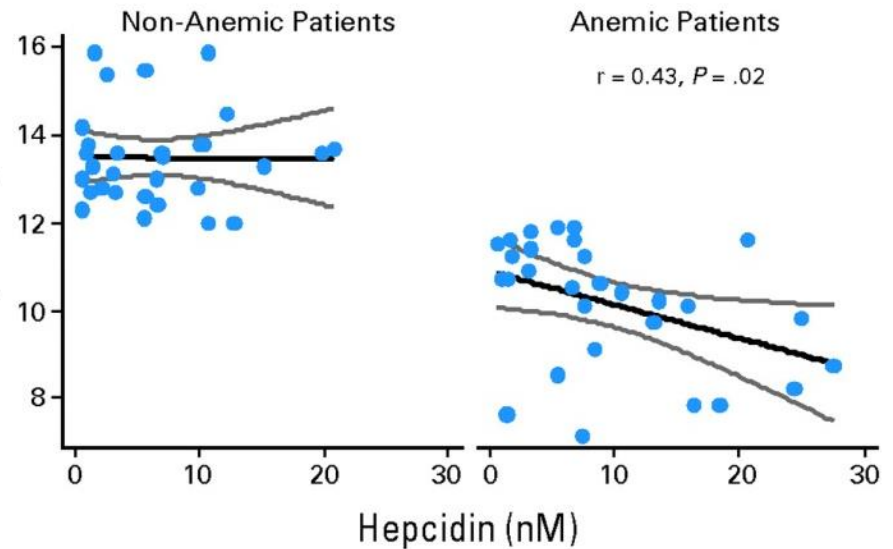 Non-Anemic Patients
Anemic Patients
r = 0.43, P = .02
16
14
12
10
8
0 10 20 30
0 10 20 30
Hepcidin (nM)